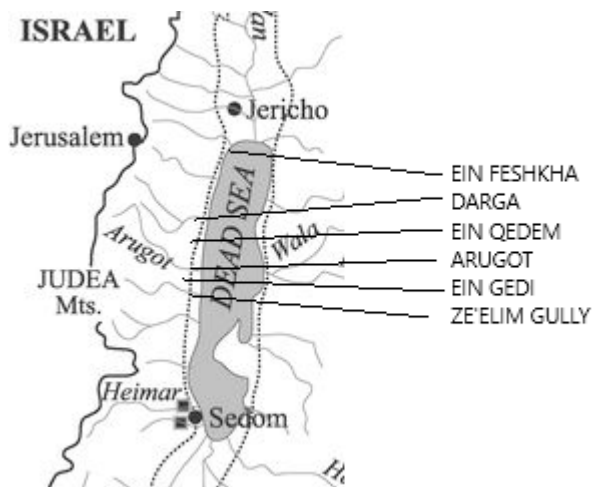 ISRAEL
Jericho
Jerusalem
EIN FESHKHA
DARGA
DEAD SEA
Wala
EIN QEDEM
Arugot
ARUGOT
JUDEA
Mts.
EIN GEDI
ZE'ELIM GULLY
Heimar
Sedom